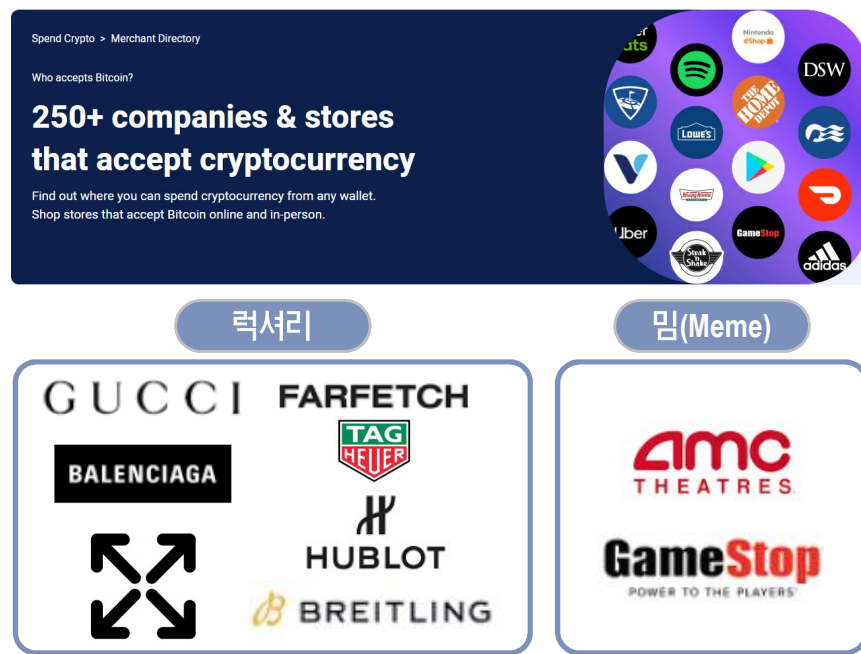 Spend Crypto > Merchant Directory
Who accepts Bitcoin?
250+ companies & stores
that accept cryptocurrency
Find out where you can spend cryptocurrency from any wallet.
Shop stores that accept Bitcoin online and in-person.
ats
Nintendo
eShop
DSW
THE HOME DEPOT
LOWE'S
Krispy Kreme
Uber
Steak 'n Shake
GameStop
adidas
럭셔리
밈(Meme)
GUCCI
FARFETCH
TAG
HEUER
BALENCIAGA
HUBLOT
BREITLING
amc
THEATRES
GameStop
POWER TO THE PLAYERS